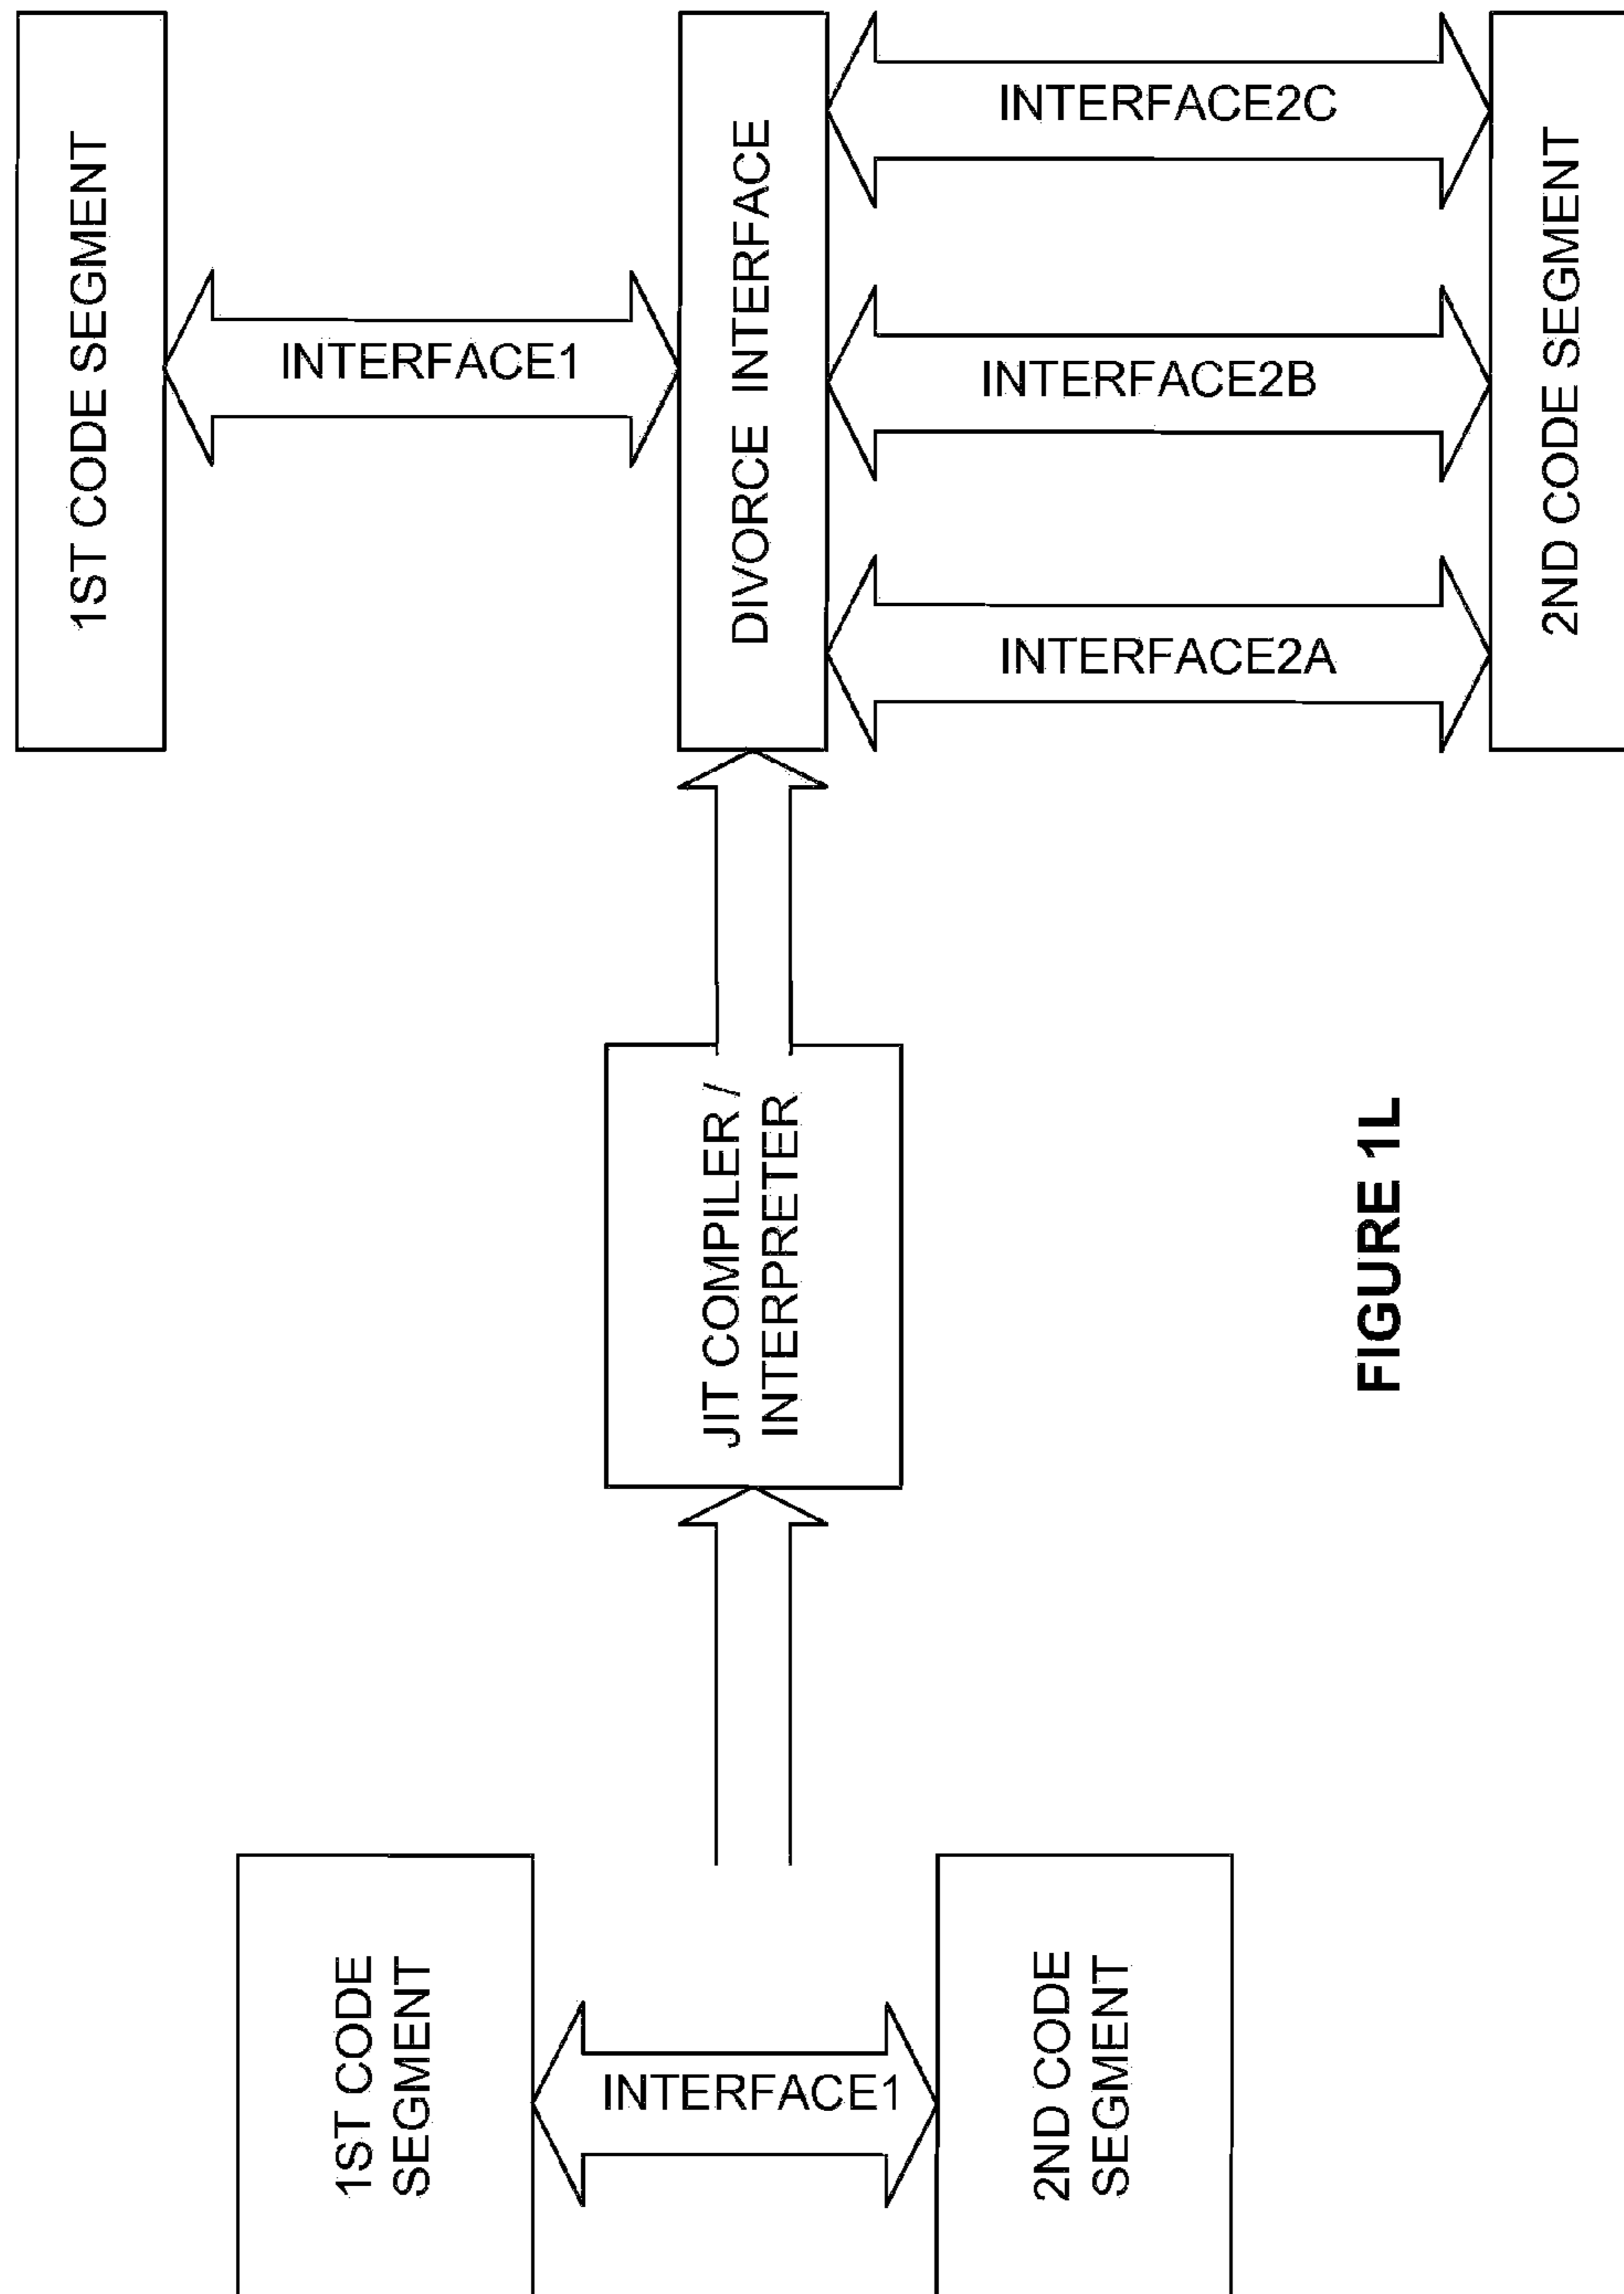 1ST CODE
SEGMENT
INTERFACE1
2ND CODE
SEGMENT
JIT COMPILER /
INTERPRETER
1ST CODE SEGMENT
INTERFACE1
DIVORCE INTERFACE
INTERFACE2A
INTERFACE2B
INTERFACE2C
2ND CODE SEGMENT
FIGURE 1L